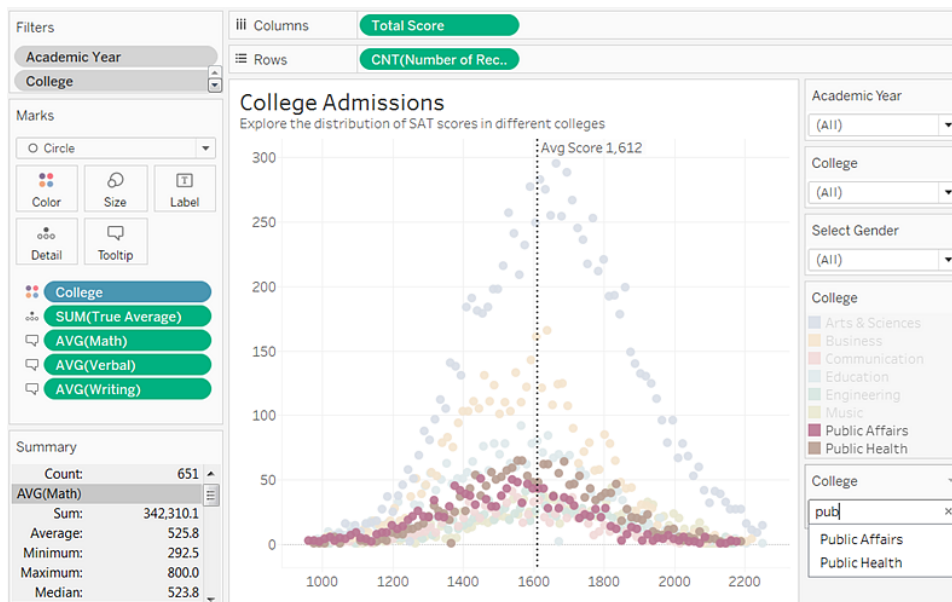 Filters
Academic Year
College
Marks
Circle
Color
Size
Label
Detail
Tooltip
College
SUM(True Average)
AVG(Math)
AVG(Verbal)
AVG(Writing)
Summary
Count: 651
AVG(Math)
Sum: 342,310.1
Average: 525.8
Minimum: 292.5
Maximum: 800.0
Median: 523.8
Columns
Total Score
Rows
CNT(Number of Rec..
College Admissions
Explore the distribution of SAT scores in different colleges
Avg Score 1,612
300
250
200
150
100
50
0
1000
1200
1400
1600
1800
2000
2200
Academic Year
(All)
College
(All)
Select Gender
(All)
College
Arts & Sciences
Business
Communication
Education
Engineering
Music
Public Affairs
Public Health
College
pub
Public Affairs
Public Health